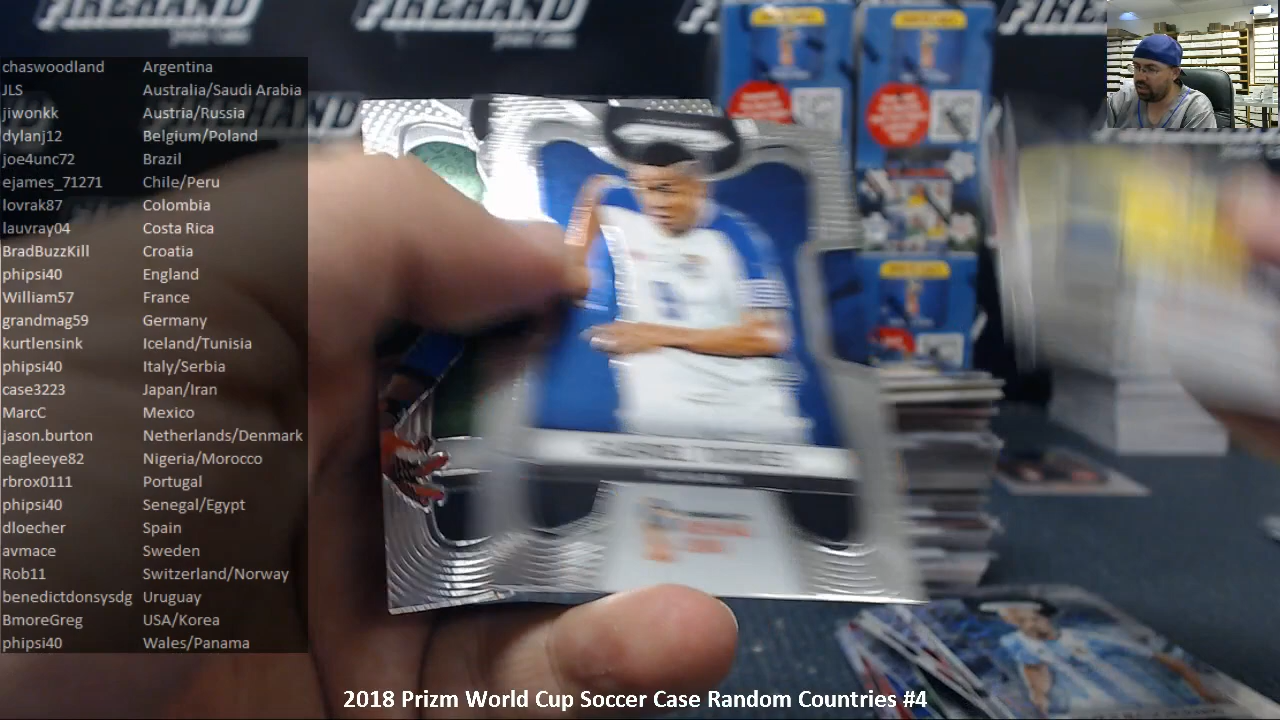 FIREHAND
FIREHAND
chaswoodland Argentina
JLS Australia/Saudi Arabia
jiwonkk Austria/Russia
dylanj12 Belgium/Poland
joe4unc72 Brazil
ejames_71271 Chile/Peru
lovrak87 Colombia
lauvray04 Costa Rica
BradBuzzKill Croatia
phipsi40 England
William57 France
grandmag59 Germany
kurtlensink Iceland/Tunisia
phipsi40 Italy/Serbia
case3223 Japan/Iran
MarcC Mexico
jason.burton Netherlands/Denmark
eagleeye82 Nigeria/Morocco
rbrox0111 Portugal
phipsi40 Senegal/Egypt
dloecher Spain
avmace Sweden
Rob11 Switzerland/Norway
benedictdonsysdg Uruguay
BmoreGreg USA/Korea
phipsi40 Wales/Panama
2018 Prizm World Cup Soccer Case Random Countries #4